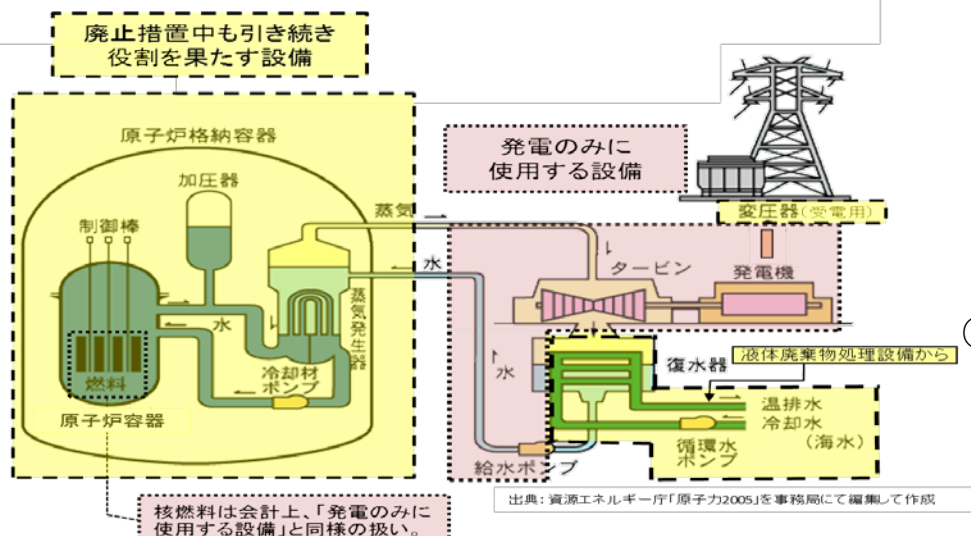 廃止措置中も引き続き
役割を果たす設備
原子炉格納容器
加圧器
制御棒
発電のみに
使用する設備
変圧器(受電用)
蒸気
水
タービン
発電機
蒸気発生器
水
冷却材
ポンプ
燃料
原子炉容器
水
復水器
液体廃棄物処理設備から
温排水
冷却水
(海水)
循環水
ポンプ
給水ポンプ
出典：資源エネルギー庁「原子力2005」を事務局にて編集して作成
核燃料は会計上、「発電のみに
使用する設備」と同様の扱い。